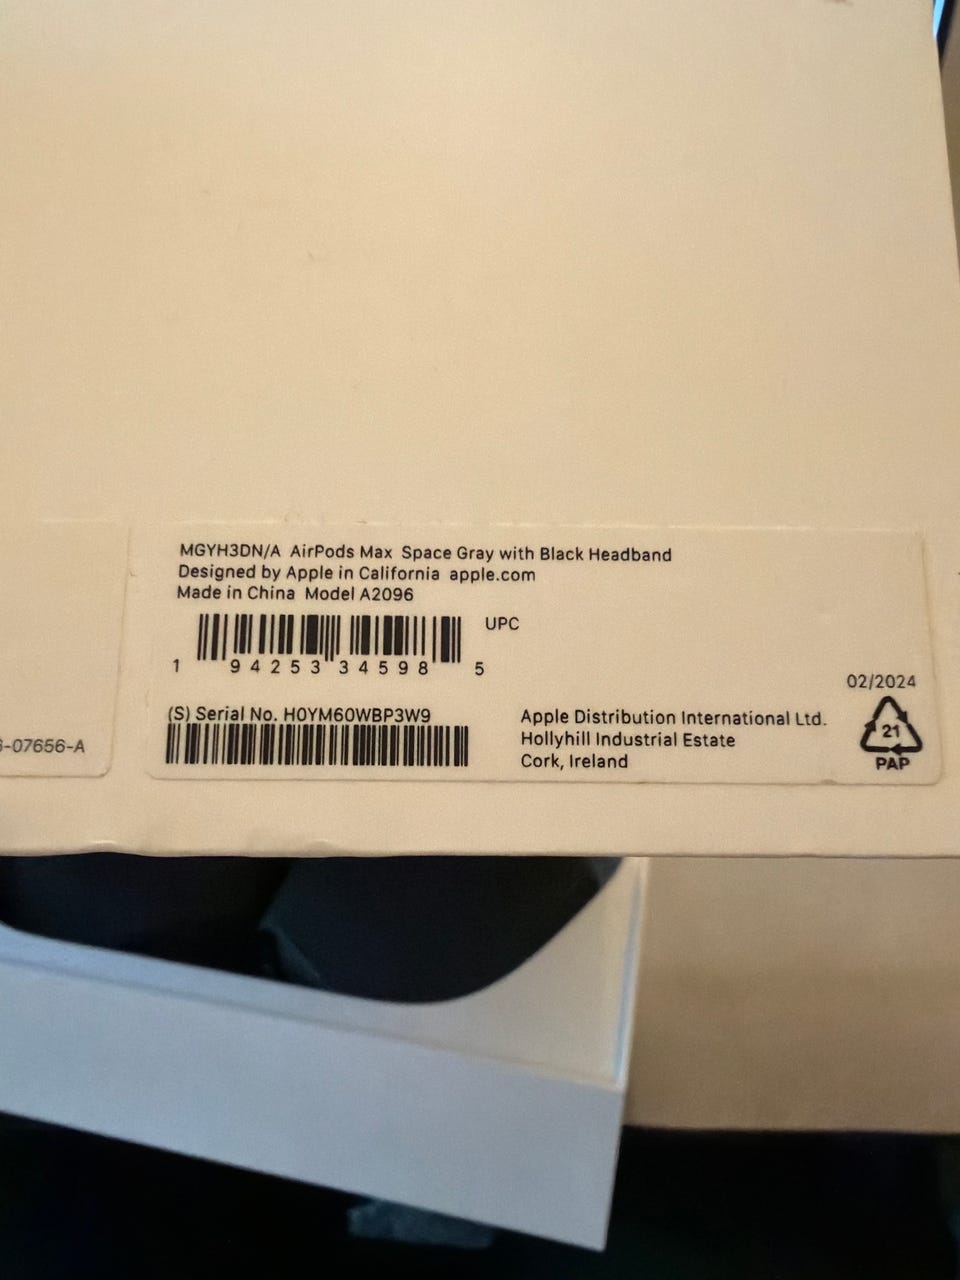 MGYH3DN/A AirPods Max Space Gray with Black Headband
Designed by Apple in California apple.com
Made in China Model A2096
UPC
1 94253 34598 5
02/2024
(S) Serial No. H0YM60WBP3W9
Apple Distribution International Ltd.
Hollyhill Industrial Estate
Cork, Ireland
21
PAP
-07656-A